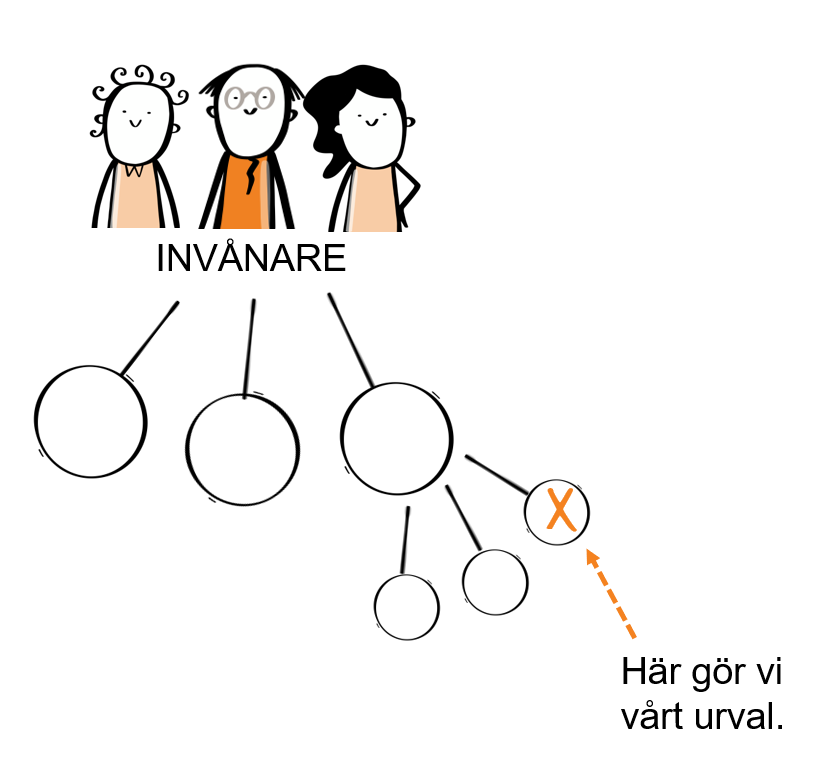 INVÅNARE
X
Här gör vi
vårt urval.